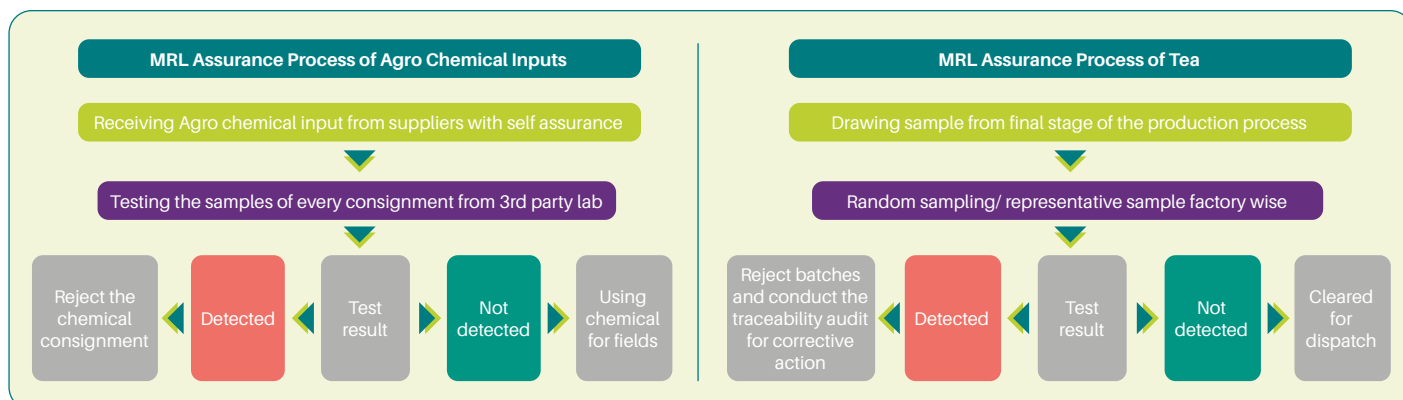 MRL Assurance Process of Agro Chemical Inputs
Receiving Agro chemical input from suppliers with self assurance
Testing the samples of every consignment from 3rd party lab
Reject the
chemical
consignment
Detected
Test
result
Not
detected
Using
chemical
for fields
MRL Assurance Process of Tea
Drawing sample from final stage of the production process
Random sampling/ representative sample factory wise
Reject batches
and conduct the
traceability audit
for corrective
action
Detected
Test
result
Not
detected
Cleared
for
dispatch